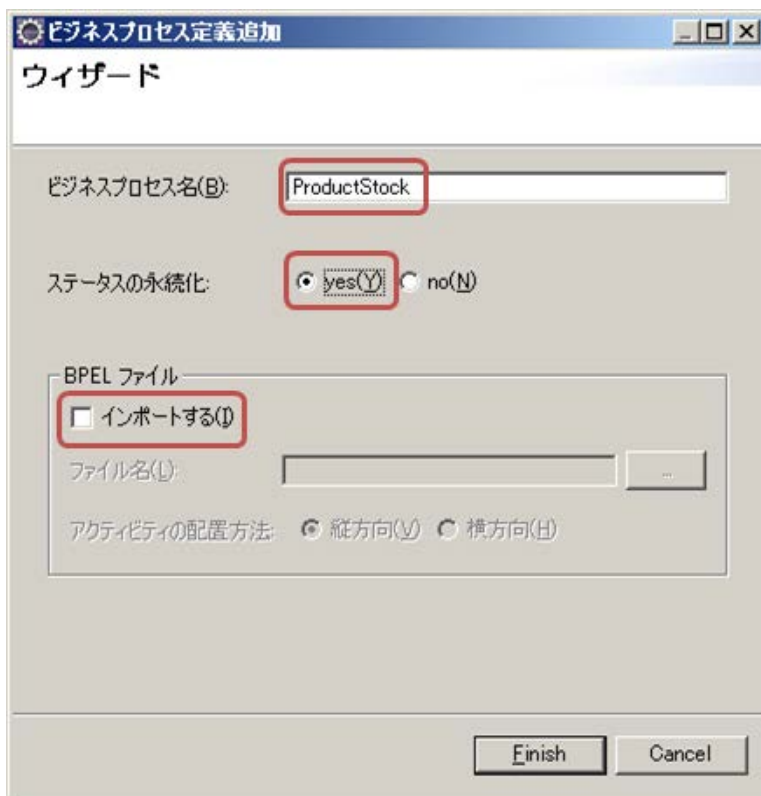 ビジネスプロセス定義追加
ウィザード
ビジネスプロセス名(B): ProductStock
ステータスの永続化: yes(Y) no(N)
BPEL ファイル
インポートする(I)
ファイル名(L): ...
アクティビティの配置方法: 縦方向(V) 横方向(H)
Finish Cancel